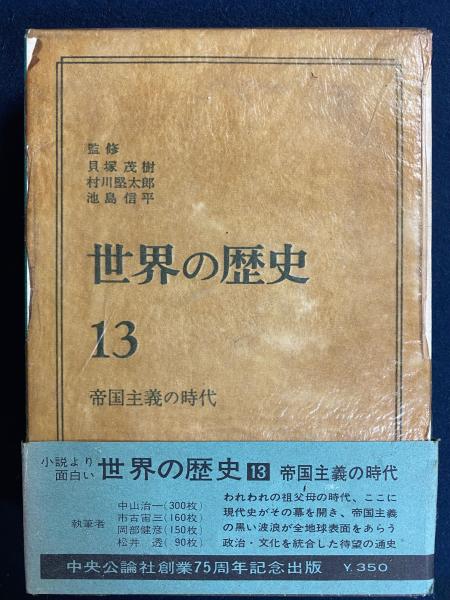 監修
貝塚茂樹
村川堅太郎
池島信平
世界の歴史
13
帝国主義の時代
小説より
面白い
世界の歴史 13 帝国主義の時代
執筆者
中山治一(300枚)
市古宙三(160枚)
岡部健彦(150枚)
松井 透(90枚)
われわれの祖父母の時代、ここに
現代史がその幕を開き、帝国主義
の黒い波浪が全地球表面をあらう
政治・文化を統合した待望の通史
中央公論社創業75周年記念出版 ¥.350